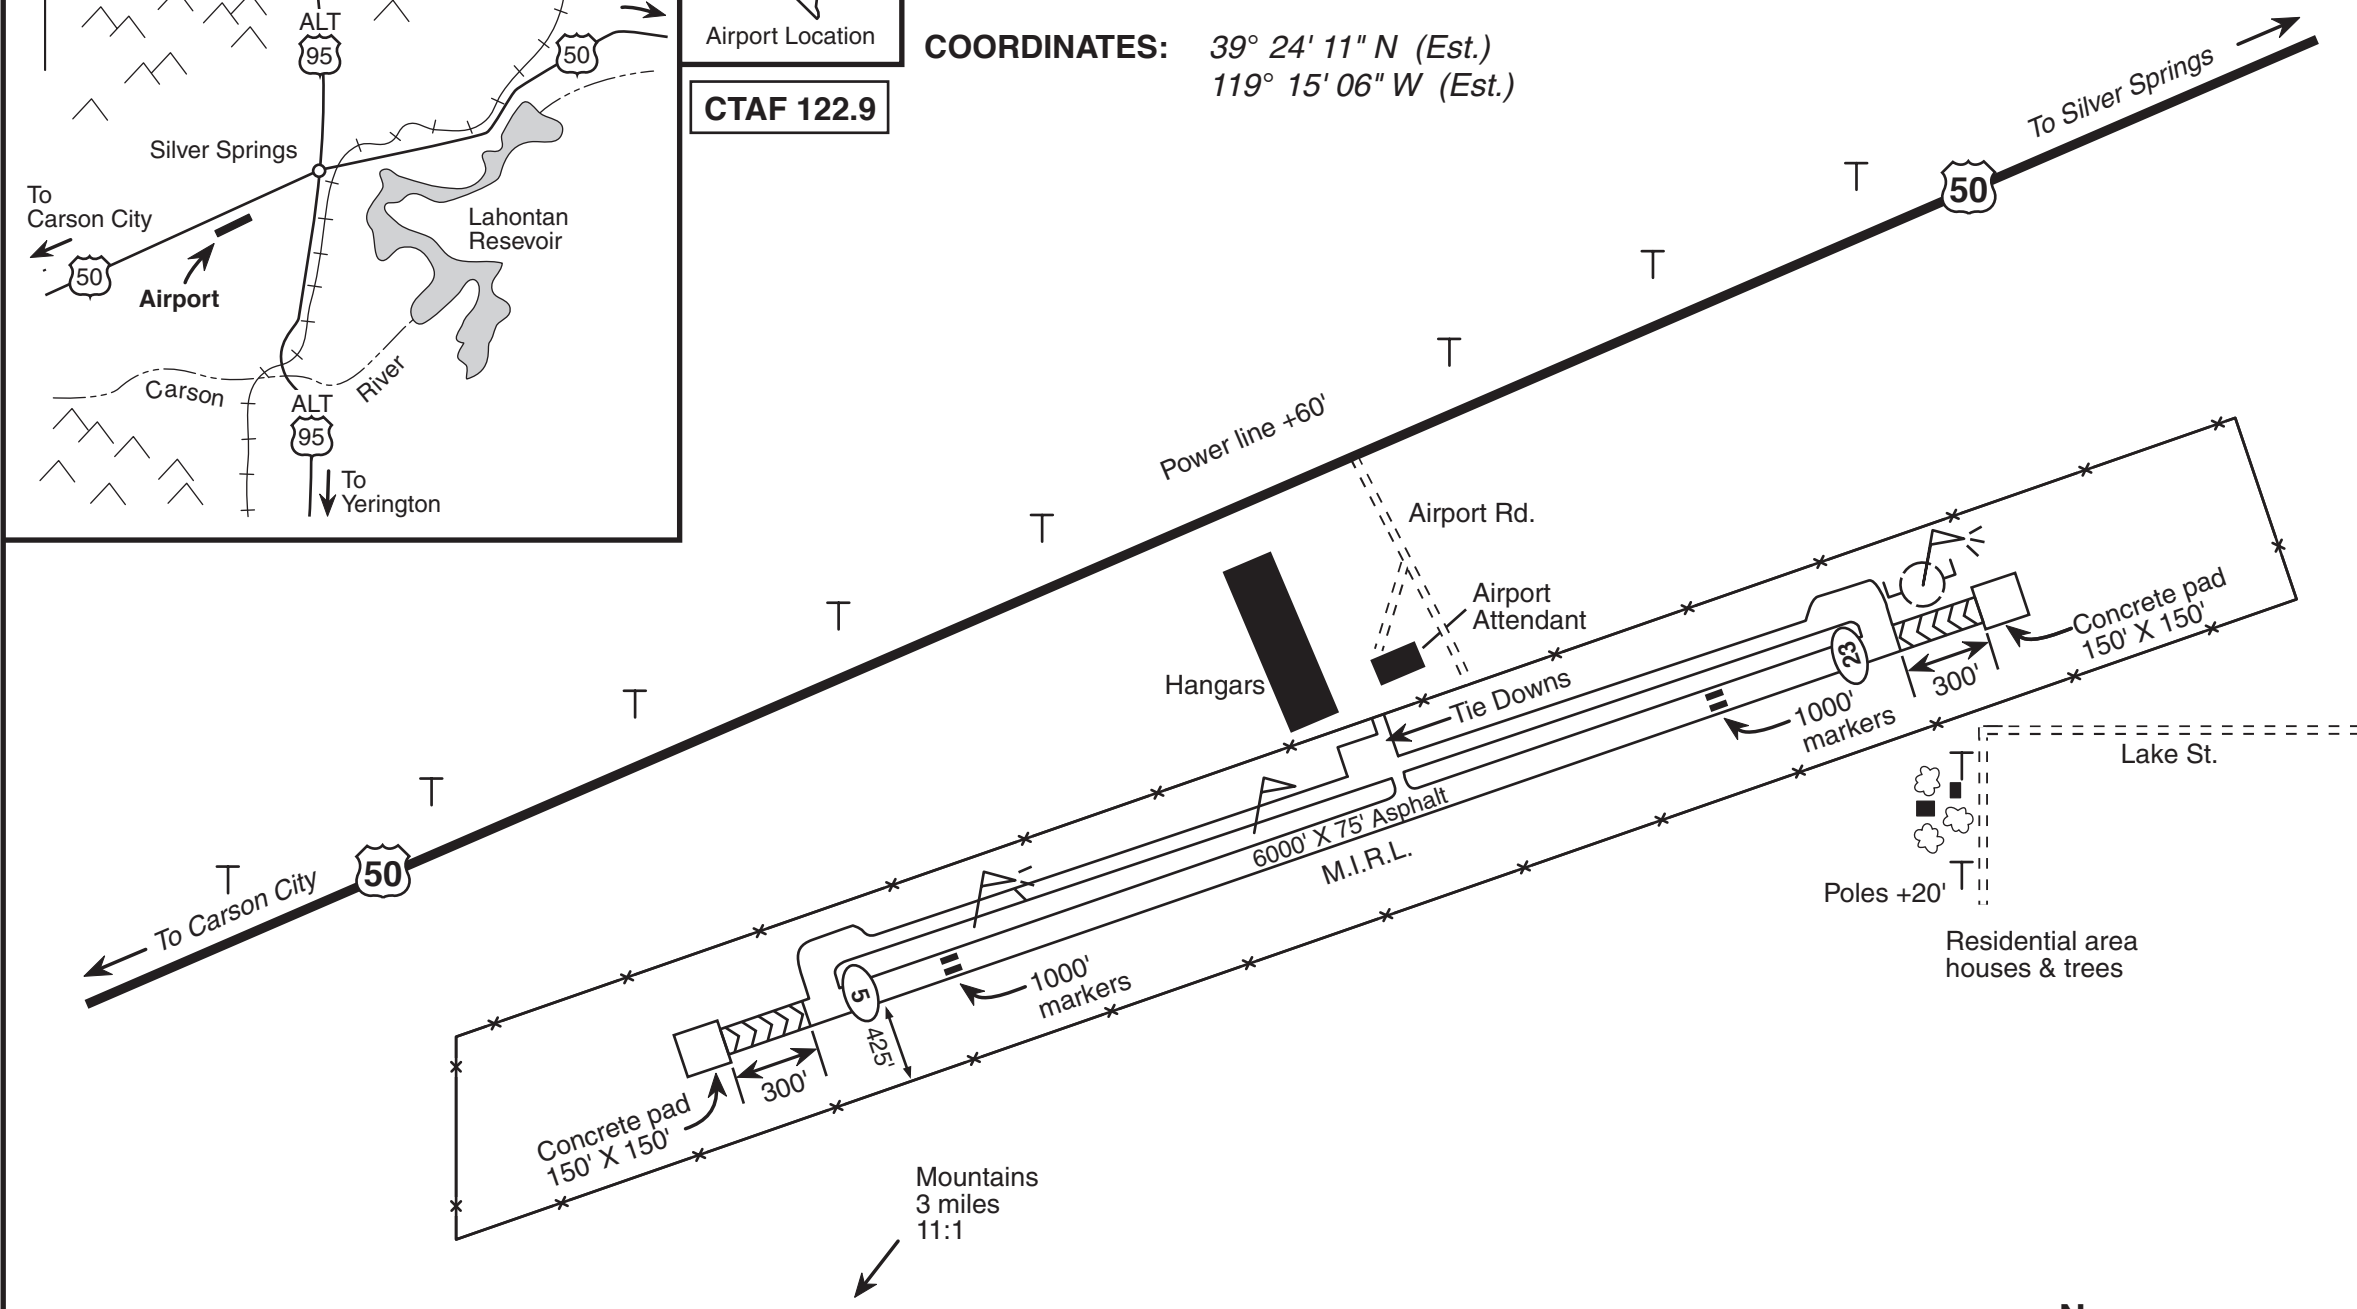 ALT
95
50
Silver Springs
To
Carson City
50
Airport
Lahontan
Resevoir
Carson
River
ALT
95
To
Yerington
Airport Location
CTAF 122.9
COORDINATES: 39° 24' 11" N (Est.)
119° 15' 06" W (Est.)
To Silver Springs
50
Power line +60'
Airport Rd.
Airport
Attendant
Hangars
Tie Downs
23
Concrete pad
150' X 150'
300'
1000'
markers
Lake St.
6000' X 75' Asphalt
M.I.R.L.
Poles +20'
Residential area
houses & trees
50
To Carson City
5
1000'
markers
425'
300'
Concrete pad
150' X 150'
Mountains
3 miles
11:1